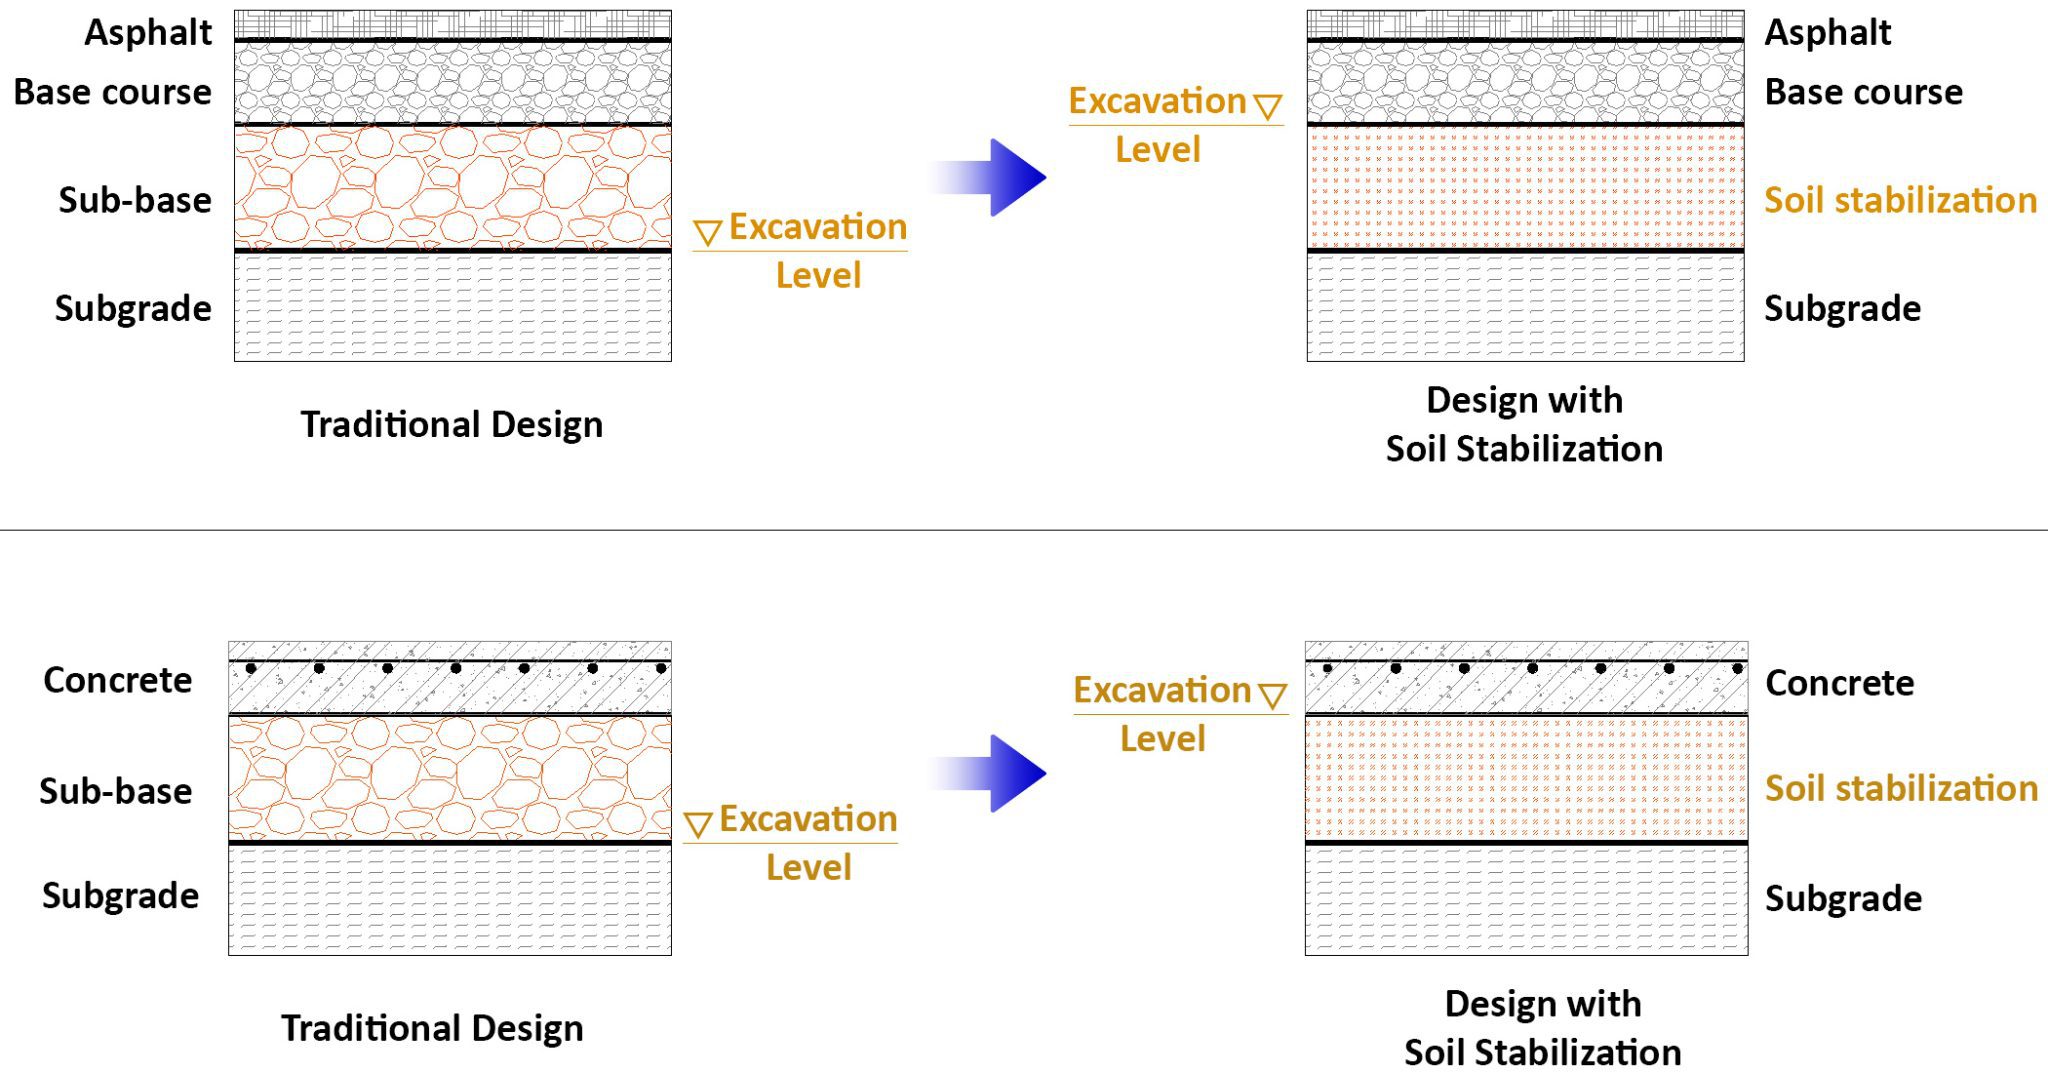 Asphalt
Base course
Sub-base
Subgrade
Excavation
Level
Traditional Design
Excavation
Level
Asphalt
Base course
Soil stabilization
Subgrade
Design with
Soil Stabilization
Concrete
Sub-base
Subgrade
Excavation
Level
Traditional Design
Excavation
Level
Concrete
Soil stabilization
Subgrade
Design with
Soil Stabilization